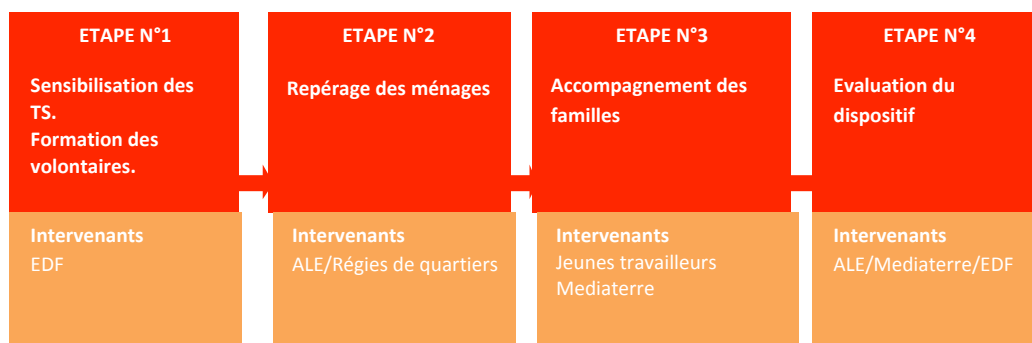 ETAPE N°1
Sensibilisation des
TS.
Formation des
volontaires.
Intervenants
EDF
ETAPE N°2
Repérage des ménages
Intervenants
ALE/Régies de quartiers
ETAPE N°3
Accompagnement des
familles
Intervenants
Jeunes travailleurs
Mediaterre
ETAPE N°4
Evaluation du
dispositif
Intervenants
ALE/Mediaterre/EDF